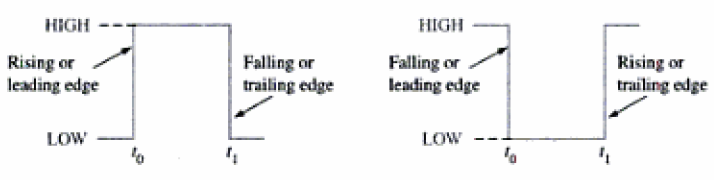 HIGH
Rising or
leading edge
Falling or
trailing edge
LOW
t0
t1
HIGH
Falling or
leading edge
Rising or
trailing edge
LOW
t0
t1